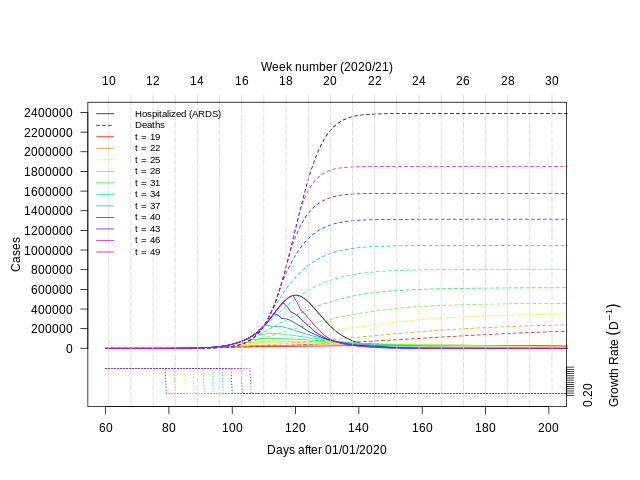 Week number (2020/21)
10 12 14 16 18 20 22 24 26 28 30
Hospitalized (ARDS)
Deaths
t = 19
t = 22
t = 25
t = 28
t = 31
t = 34
t = 37
t = 40
t = 43
t = 46
t = 49
2400000
2200000
2000000
1800000
1600000
1400000
1200000
1000000
800000
600000
400000
200000
0
Cases
0.20
Growth Rate (D⁻¹)
60 80 100 120 140 160 180 200
Days after 01/01/2020